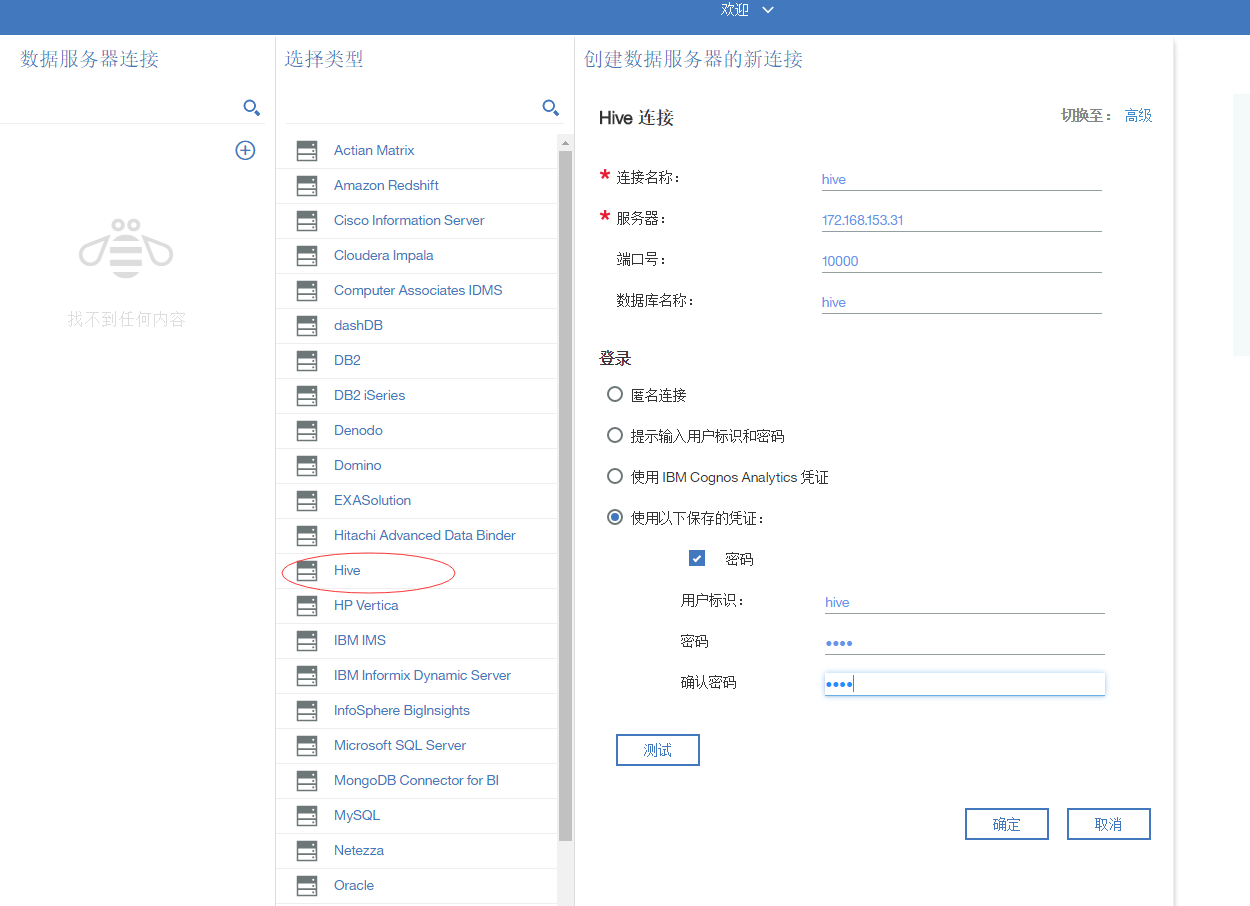 欢迎
数据服务器连接
找不到任何内容
选择类型
Actian Matrix
Amazon Redshift
Cisco Information Server
Cloudera Impala
Computer Associates IDMS
dashDB
DB2
DB2 iSeries
Denodo
Domino
EXASolution
Hitachi Advanced Data Binder
Hive
HP Vertica
IBM IMS
IBM Informix Dynamic Server
InfoSphere BigInsights
Microsoft SQL Server
MongoDB Connector for BI
MySQL
Netezza
Oracle
创建数据服务器的新连接
Hive 连接
切换至： 高级
* 连接名称： hive
* 服务器： 172.168.153.31
端口号： 10000
数据库名称： hive
登录
匿名连接
提示输入用户标识和密码
使用 IBM Cognos Analytics 凭证
使用以下保存的凭证：
密码
用户标识： hive
密码 ••••
确认密码 ••••
测试
确定 取消